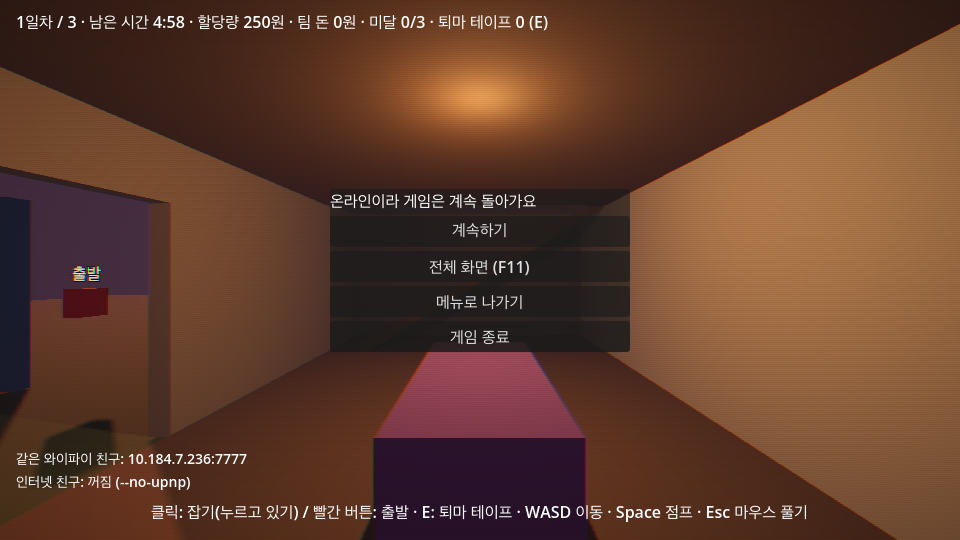 1일차 / 3 · 남은 시간 4:58 · 할당량 250원 · 팀 돈 0원 · 미달 0/3 · 퇴마 테이프 0 (E)
온라인이라 게임은 계속 돌아가요
계속하기
전체 화면 (F11)
출발
메뉴로 나가기
게임 종료
같은 와이파이 친구: 10.184.7.236:7777
인터넷 친구: 꺼짐 (--no-upnp)
클릭: 잡기(누르고 있기) / 빨간 버튼: 출발 · E: 퇴마 테이프 · WASD 이동 · Space 점프 · Esc 마우스 풀기